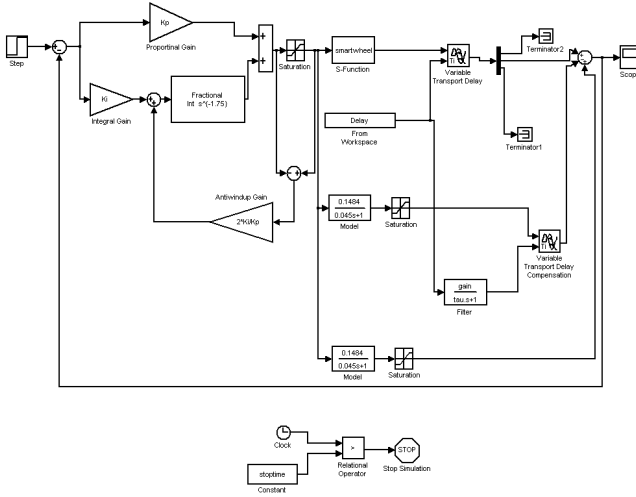 Step
Kp
Proportinal Gain
Ki
Integral Gain
Fractional
Int s^(-1.75)
Saturation
smartwheel
S-Function
Ti
Variable
Transport Delay
Terminator2
Terminator1
Scop
Delay
From
Workspace
Antiwindup Gain
2*Ki/Kp
0.1484
0.045s+1
Model
Saturation
Ti
Variable
Transport Delay
Compensation
gain
tau.s+1
Filter
0.1484
0.045s+1
Model
Saturation
Clock
stoptime
Constant
>
Relational
Operator
STOP
Stop Simulation